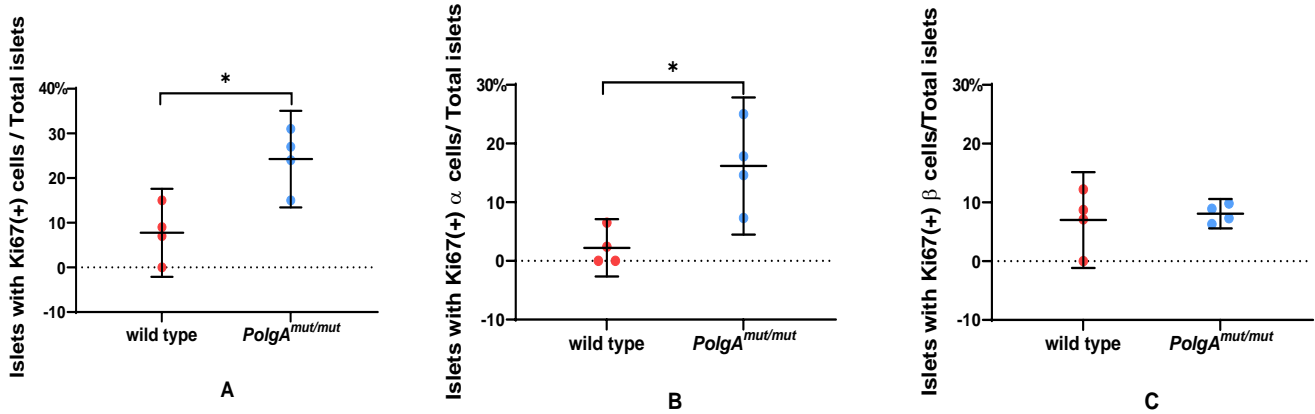 Islets with Ki67(+) cells / Total islets
40%
30
20
10
0
-10
*
wild type
PolgA^mut/mut
A
Islets with Ki67(+) α cells/ Total islets
30%
20
10
0
-10
*
wild type
PolgA^mut/mut
B
Islets with Ki67(+) β cells/Total islets
30%
20
10
0
-10
wild type
PolgA^mut/mut
C